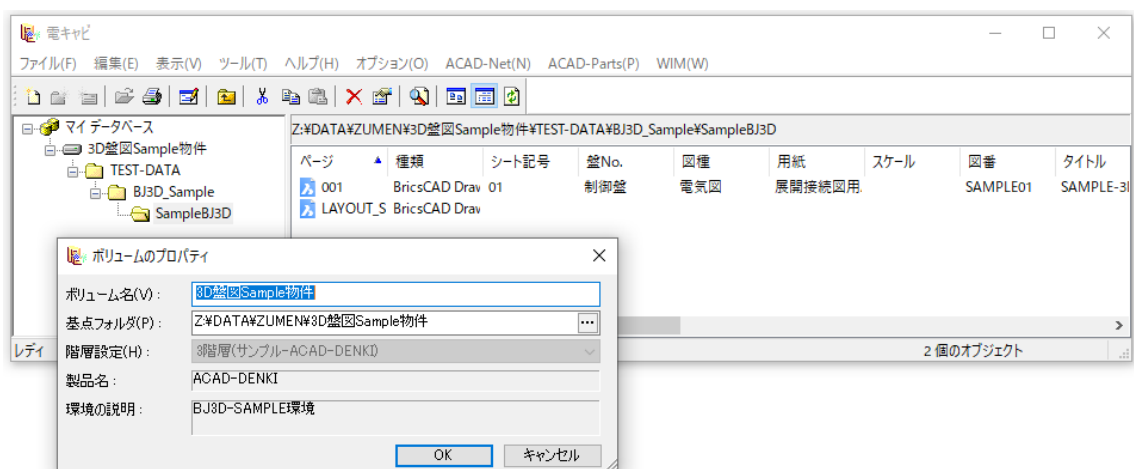 電キャビ
ファイル(F) 編集(E) 表示(V) ツール(T) ヘルプ(H) オプション(O) ACAD-Net(N) ACAD-Parts(P) WIM(W)
マイ データベース
3D盤図Sample物件
TEST-DATA
BJ3D_Sample
SampleBJ3D
Z:¥DATA¥ZUMEN¥3D盤図Sample物件¥TEST-DATA¥BJ3D_Sample¥SampleBJ3D
ページ 種類 シート記号 盤No. 図種 用紙 スケール 図番 タイトル
001 BricsCAD Drav 01 制御盤 電気図 展開接続図用. SAMPLE01 SAMPLE-3I
LAYOUT_S BricsCAD Drav
レディ
2 個のオブジェクト
ボリュームのプロパティ
ボリューム名(V) : 3D盤図Sample物件
基点フォルダ(P) : Z:¥DATA¥ZUMEN¥3D盤図Sample物件
階層設定(H) : 3階層(サンプル-ACAD-DENKI)
製品名 : ACAD-DENKI
環境の説明 : BJ3D-SAMPLE環境
OK キャンセル